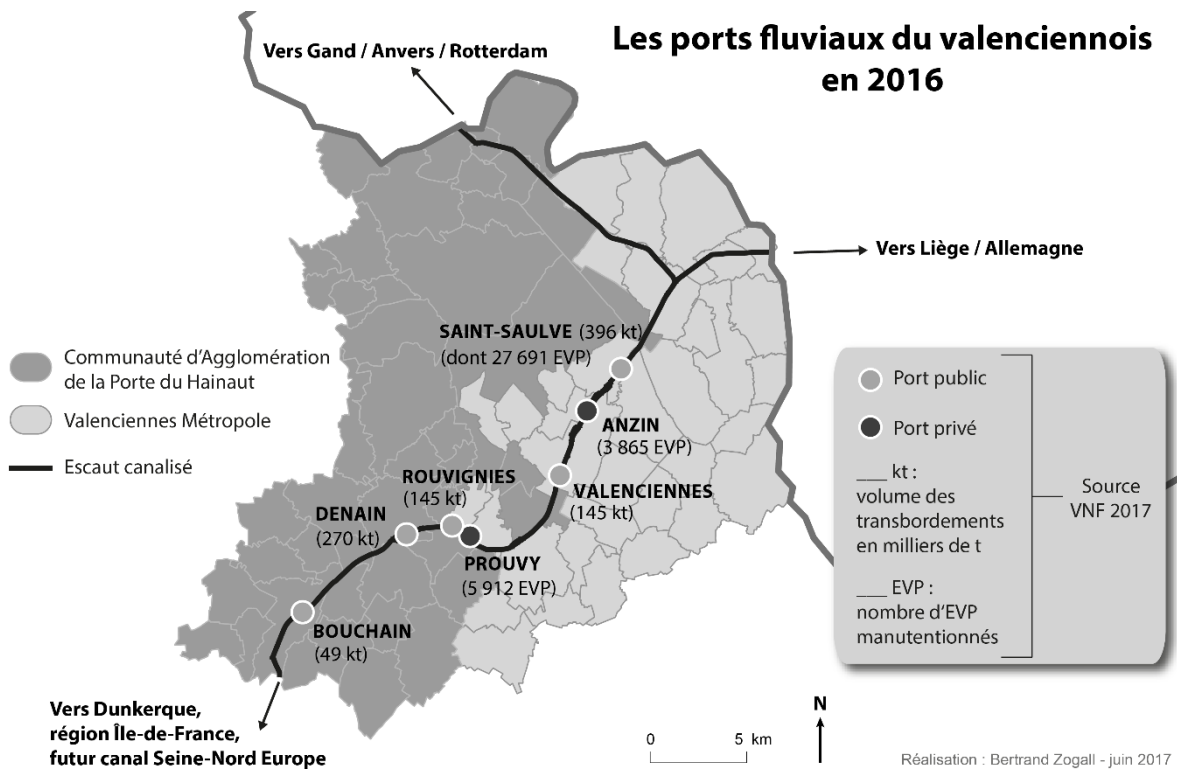 Les ports fluviaux du valenciennois
en 2016
Vers Gand / Anvers / Rotterdam
Vers Liège / Allemagne
SAINT-SAULVE (396 kt)
(dont 27 691 EVP)
ANZIN
(3 865 EVP)
ROUVIGNIES
(145 kt)
VALENCIENNES
(145 kt)
DENAIN
(270 kt)
PROUVY
(5 912 EVP)
BOUCHAIN
(49 kt)
Vers Dunkerque,
région Île-de-France,
futur canal Seine-Nord Europe
Communauté d'Agglomération
de la Porte du Hainaut
Valenciennes Métropole
Escaut canalisé
Port public
Port privé
___ kt :
volume des
transbordements
en milliers de t
___ EVP :
nombre d'EVP
manutentionnés
Source
VNF 2017
0 5 km
N
Réalisation : Bertrand Zogall - juin 2017